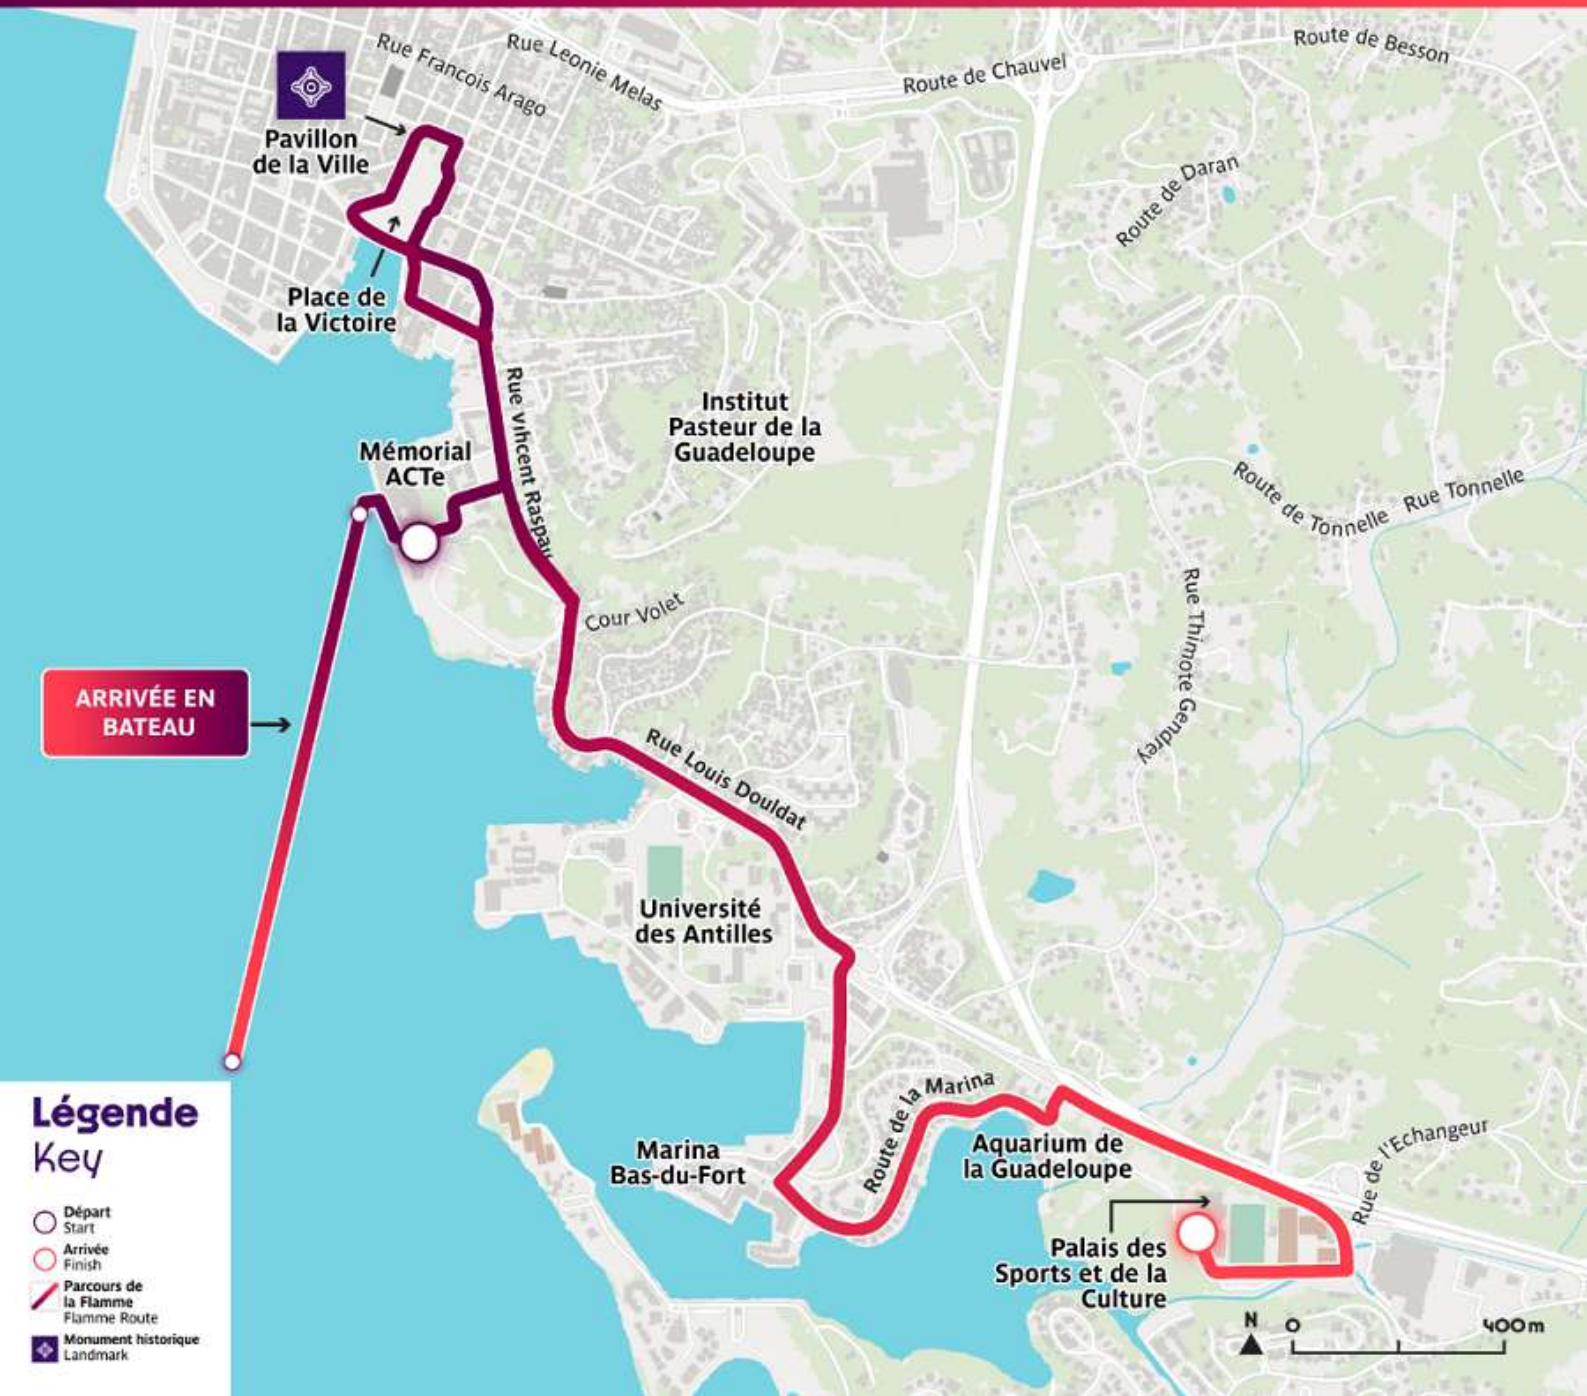 Rue Francois Arago
Rue Leonie Melas
Route de Chauvel
Route de Besson
Pavillon
de la Ville
Route de Daran
Place de
la Victoire
Rue vihcent Raspau
Institut
Pasteur de la
Guadeloupe
Mémorial
ACTe
Route de Tonnelle
Rue Tonnelle
Cour Volet
Rue Thimote Gendrey
ARRIVÉE EN
BATEAU
Rue Louis Douldat
Université
des Antilles
Route de la Marina
Marina
Bas-du-Fort
Aquarium de
la Guadeloupe
Rue de l'Echangeur
Palais des
Sports et de la
Culture
Légende
Key
Départ
Start
Arrivée
Finish
Parcours de
la Flamme
Flamme Route
Monument historique
Landmark
N
0
400m